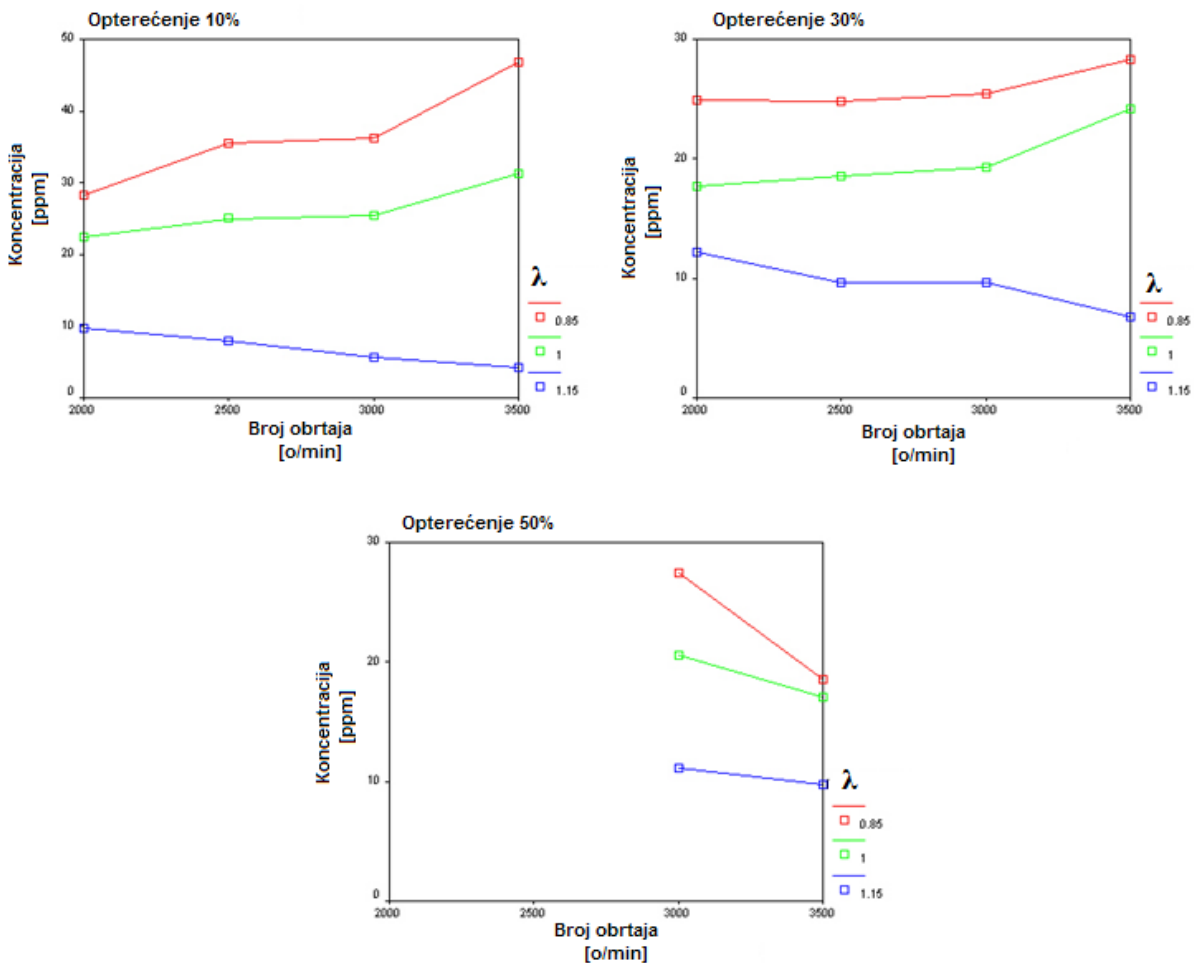 Opterećenje 10%
50
40
30
20
10
0
Koncentracija
[ppm]
2000 2500 3000 3500
Broj obrtaja
[o/min]
λ
0.85
1
1.15
Opterećenje 30%
30
20
10
0
Koncentracija
[ppm]
2000 2500 3000 3500
Broj obrtaja
[o/min]
λ
0.85
1
1.15
Opterećenje 50%
30
20
10
0
Koncentracija
[ppm]
2000 2500 3000 3500
Broj obrtaja
[o/min]
λ
0.85
1
1.15